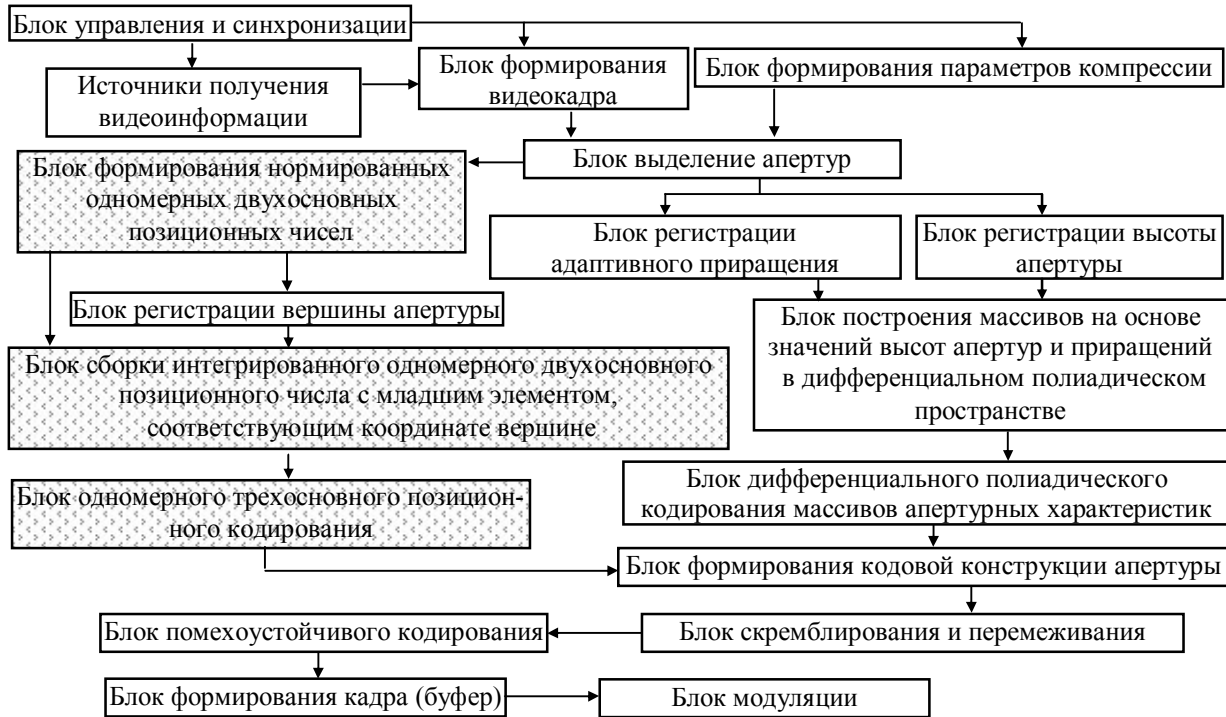 Блок управления и синхронизации
Источники получения
видеоинформации
Блок формирования
видеокадра
Блок формирования параметров компрессии
Блок выделение апертур
Блок формирования нормированных
одномерных двухосновных
позиционных чисел
Блок регистрации
адаптивного приращения
Блок регистрации высоты
апертуры
Блок регистрации вершины апертуры
Блок построения массивов на основе
значений высот апертур и приращений
в дифференциальном полиадическом
пространстве
Блок сборки интегрированного одномерного двухосновного
позиционного числа с младшим элементом,
соответствующим координате вершине
Блок дифференциального полиадического
кодирования массивов апертурных характеристик
Блок одномерного трехосновного позицион-
ного кодирования
Блок формирования кодовой конструкции апертуры
Блок помехоустойчивого кодирования
Блок скремблирования и перемеживания
Блок формирования кадра (буфер)
Блок модуляции